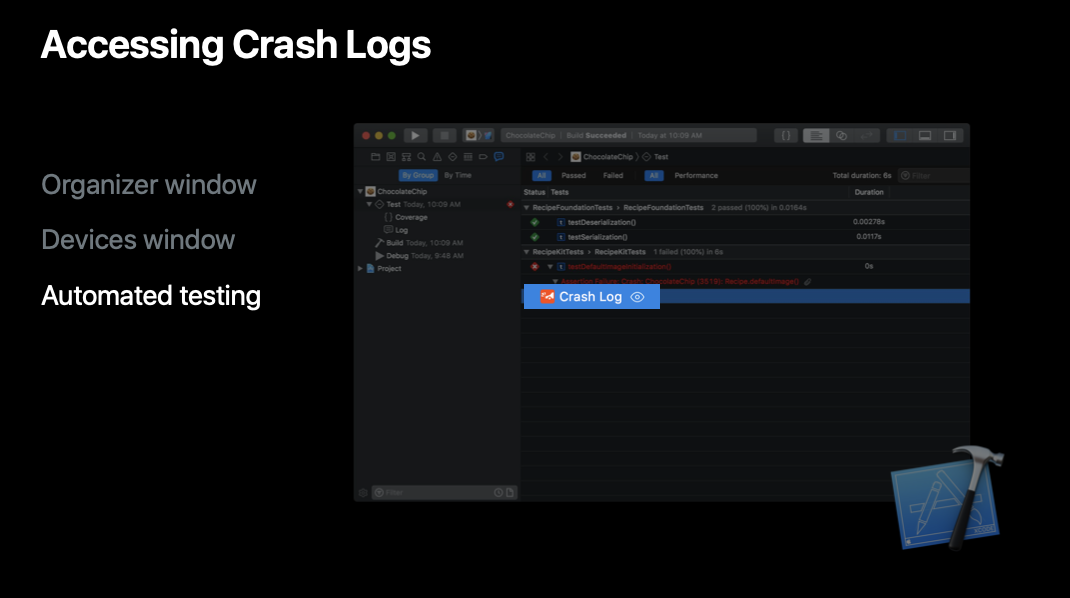 Accessing Crash Logs
Organizer window
Devices window
Automated testing
ChocolateChip | Build Succeeded | Today at 10:09 AM
ChocolateChip Test
By Group By Time
All Passed Failed All Performance Total duration: 6s Filter
Status Tests Duration
ChocolateChip
Test Today, 10:09 AM
Coverage
Log
Build Today, 10:09 AM
Debug Today, 9:48 AM
Project
RecipeFoundationTests > RecipeFoundationTests 2 passed (100%) in 0.0164s
testDeserialization() 0.00278s
testSerialization() 0.0117s
RecipeKitTests > RecipeKitTests 1 failed (100%) in 6s
testDefaultImageInitialization() 0s
Assertion Failure: Crash: ChocolateChip (3519): Recipe.defaultImage()
Crash Log
Filter